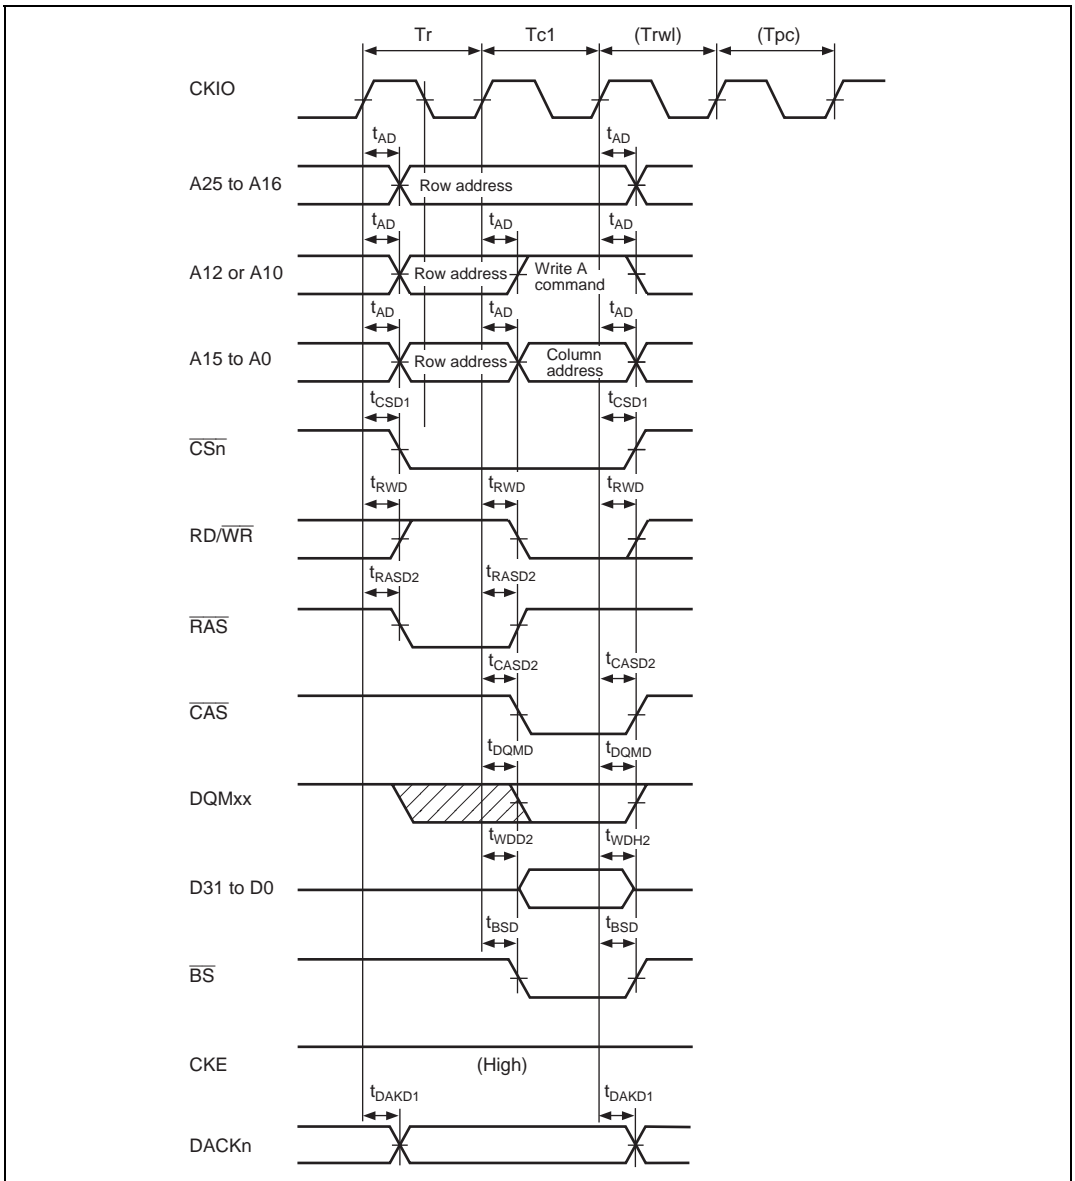 Tr Tc1 (Trwl) (Tpc)
CKIO
tAD tAD
A25 to A16 Row address
tAD tAD tAD
A12 or A10 Row address Write A command
tAD tAD tAD
A15 to A0 Row address Column address
tCSD1 tCSD1
CSn
tRWD tRWD tRWD
RD/WR
tRASD2 tRASD2
RAS
tCASD2 tCASD2
CAS
tDQMD tDQMD
DQMxx
tWDD2 tWDH2
D31 to D0
tBSD tBSD
BS
CKE (High)
tDAKD1 tDAKD1
DACKn